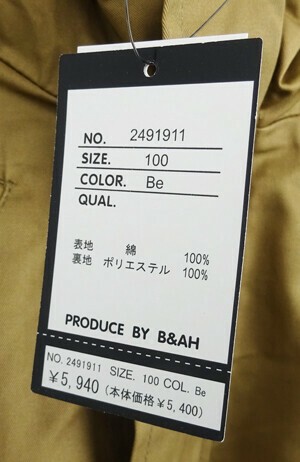 NO. 2491911
SIZE. 100
COLOR. Be
QUAL.
表地 綿 100%
裏地 ポリエステル 100%
PRODUCE BY B&AH
NO. 2491911 SIZE. 100 COL. Be
¥5,940(本体価格¥5,400)